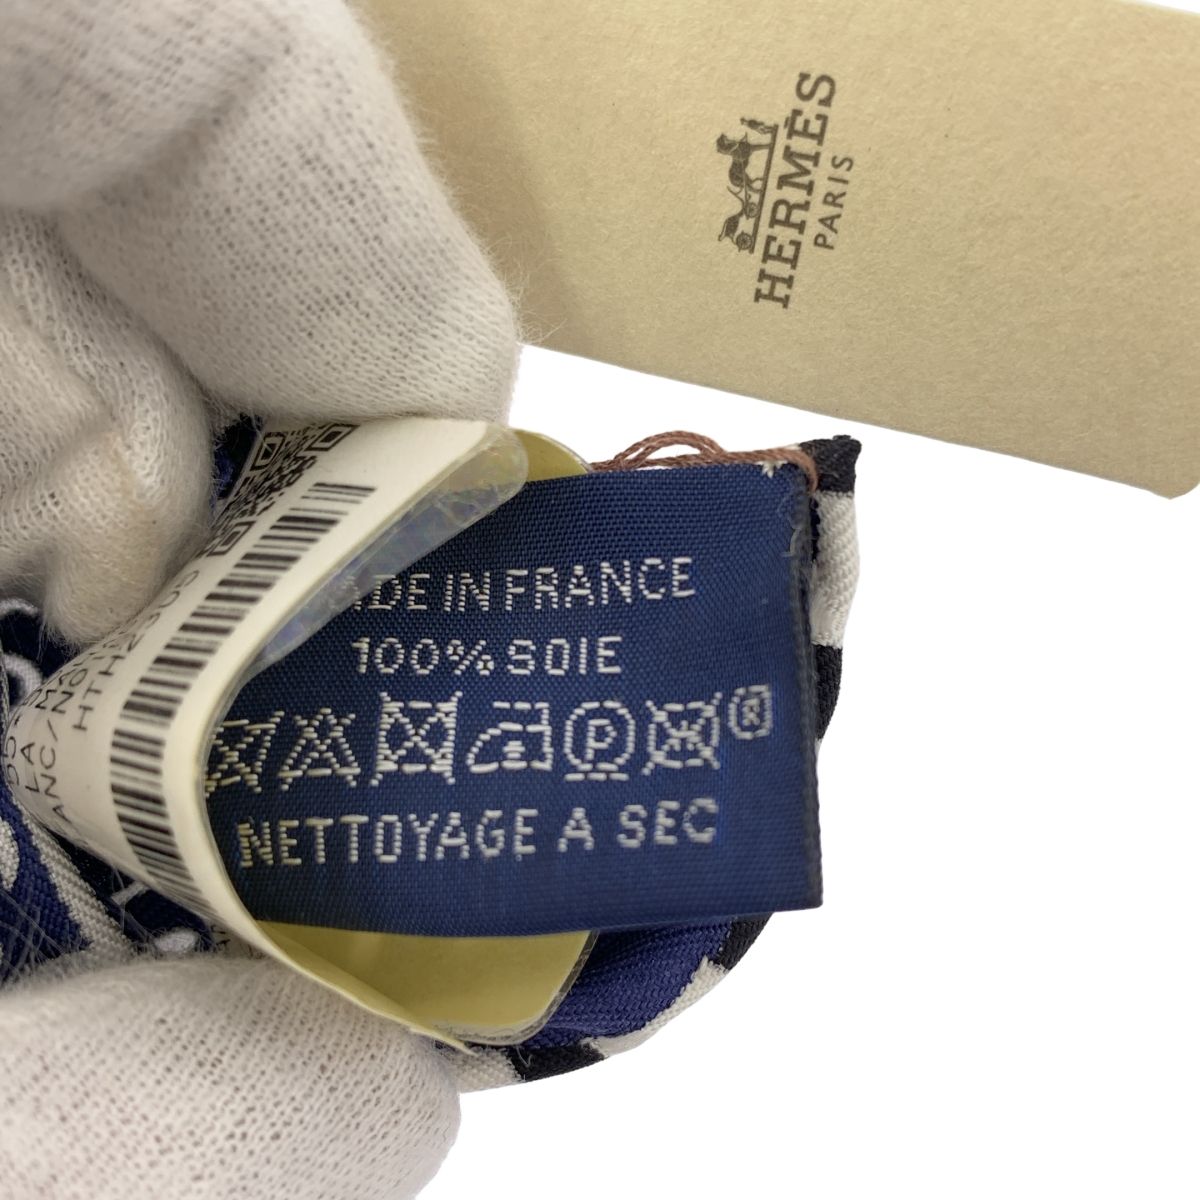 HERMÈS
PARIS
DE IN FRANCE
100% SOIE
P
NETTOYAGE A SEC